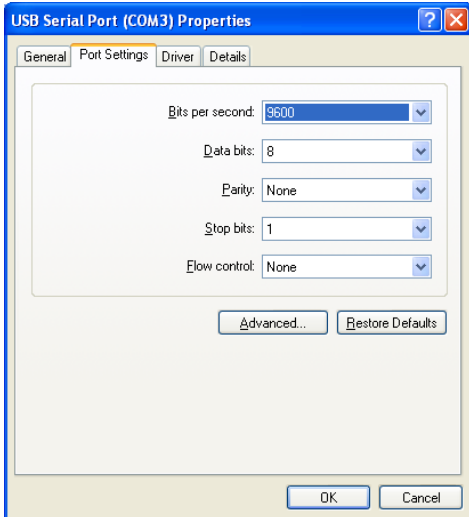 USB Serial Port (COM3) Properties
General Port Settings Driver Details
Bits per second: 9600
Data bits: 8
Parity: None
Stop bits: 1
Flow control: None
Advanced... Restore Defaults
OK Cancel